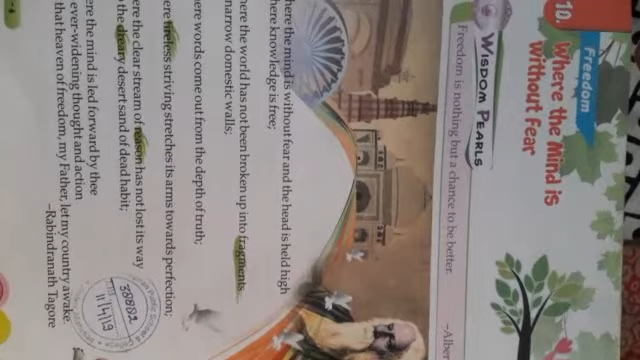 Freedom
10. Where the Mind is
without Fear
WISDOM PEARLS
Freedom is nothing but a chance to be better.
–Alber
here the mind is without fear and the head is held high
here knowledge is free;
here the world has not been broken up into fragments
narrow domestic walls;
ere words come out from the depth of truth;
ere tireless striving stretches its arms towards perfection;
ere the clear stream of reason has not lost its way
the dreary desert sand of dead habit;
ere the mind is led forward by thee
ever-widening thought and action
that heaven of freedom, my Father, let my country awake.
–Rabindranath Tagore
38882
11/4/19